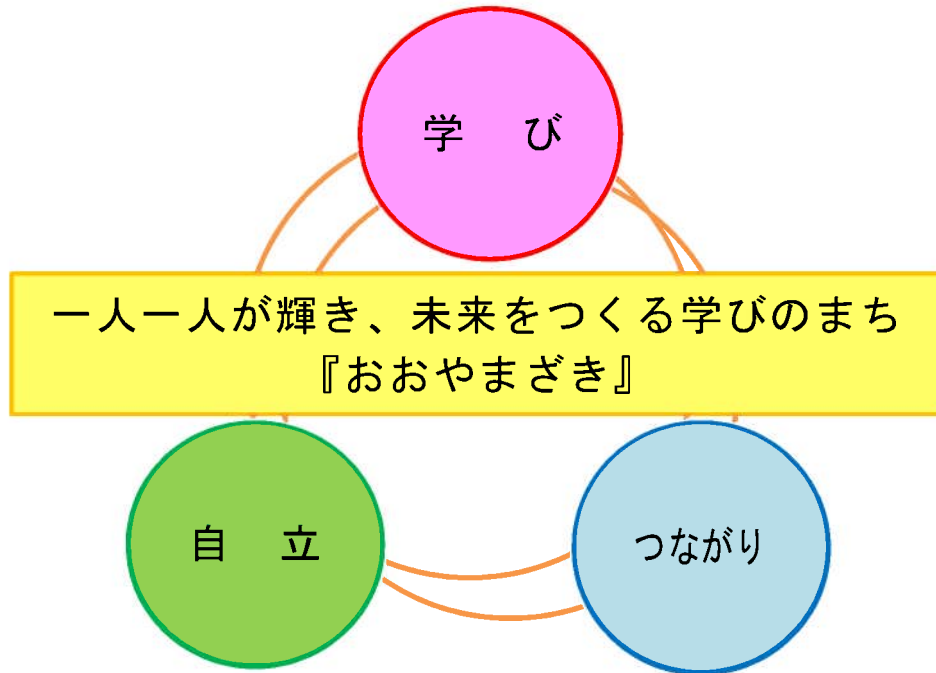 学　び
一人一人が輝き、未来をつくる学びのまち
『おおやまざき』
自　立
つながり